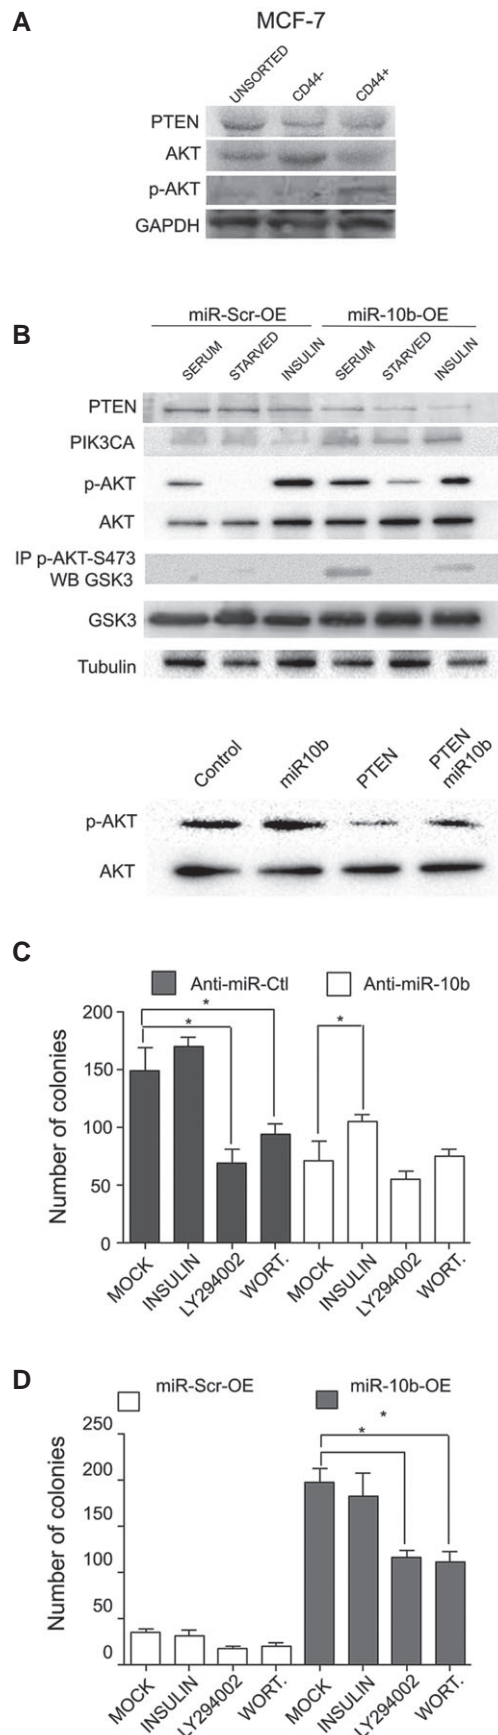 A
MCF-7
UNSORTED CD44- CD44+
PTEN
AKT
p-AKT
GAPDH
B
miR-Scr-OE miR-10b-OE
SERUM STARVED INSULIN SERUM STARVED INSULIN
PTEN
PIK3CA
p-AKT
AKT
IP p-AKT-S473
WB GSK3
GSK3
Tubulin
Control miR10b PTEN PTEN
miR10b
p-AKT
AKT
C
Anti-miR-Ctl Anti-miR-10b
Number of colonies
200
150
100
50
0
* * *
MOCK INSULIN LY294002 WORT. MOCK INSULIN LY294002 WORT.
D
miR-Scr-OE miR-10b-OE
Number of colonies
250
200
150
100
50
0
* *
MOCK INSULIN LY294002 WORT. MOCK INSULIN LY294002 WORT.